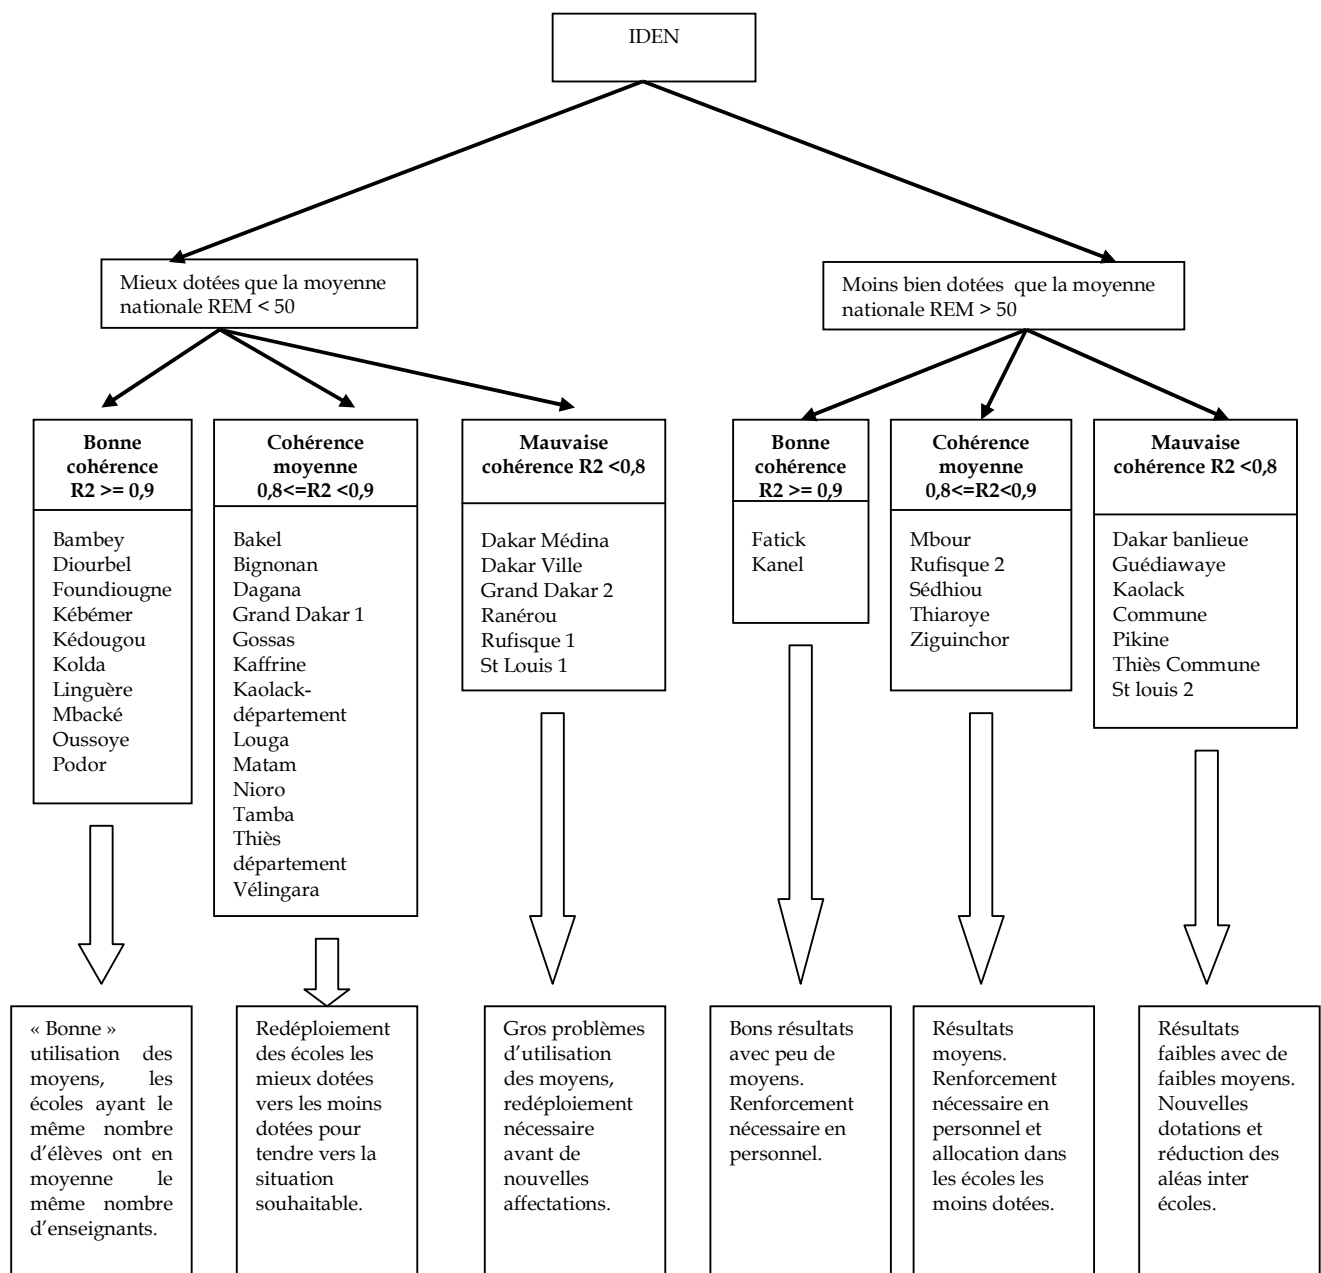 IDEN
Mieux dotées que la moyenne
nationale REM < 50
Moins bien dotées que la moyenne
nationale REM > 50
Bonne
cohérence
R2 >= 0,9
Bambey
Diourbel
Foundiougne
Kébémer
Kédougou
Kolda
Linguère
Mbacké
Oussoye
Podor
Cohérence
moyenne
0,8<=R2 <0,9
Bakel
Bignonan
Dagana
Grand Dakar 1
Gossas
Kaffrine
Kaolack-
département
Louga
Matam
Nioro
Tamba
Thiès
département
Vélingara
Mauvaise
cohérence R2 <0,8
Dakar Médina
Dakar Ville
Grand Dakar 2
Ranérou
Rufisque 1
St Louis 1
Bonne
cohérence
R2 >= 0,9
Fatick
Kanel
Cohérence
moyenne
0,8<=R2<0,9
Mbour
Rufisque 2
Sédhiou
Thiaroye
Ziguinchor
Mauvaise
cohérence R2 <0,8
Dakar banlieue
Guédiawaye
Kaolack
Commune
Pikine
Thiès Commune
St louis 2
« Bonne »
utilisation des
moyens, les
écoles ayant le
même nombre
d'élèves ont en
moyenne le
même nombre
d'enseignants.
Redéploiement
des écoles les
mieux dotées
vers les moins
dotées pour
tendre vers la
situation
souhaitable.
Gros problèmes
d'utilisation
des moyens,
redéploiement
nécessaire
avant de
nouvelles
affectations.
Bons résultats
avec peu de
moyens.
Renforcement
nécessaire en
personnel.
Résultats
moyens.
Renforcement
nécessaire en
personnel et
allocation dans
les écoles les
moins dotées.
Résultats
faibles avec de
faibles moyens.
Nouvelles
dotations et
réduction des
aléas inter
écoles.